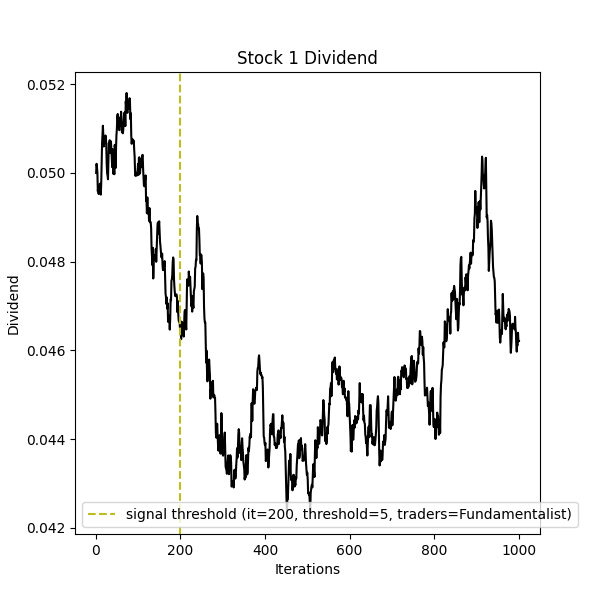 Stock 1 Dividend
0.052
0.050
0.048
0.046
0.044
0.042
Dividend
signal threshold (it=200, threshold=5, traders=Fundamentalist)
0 200 400 600 800 1000
Iterations